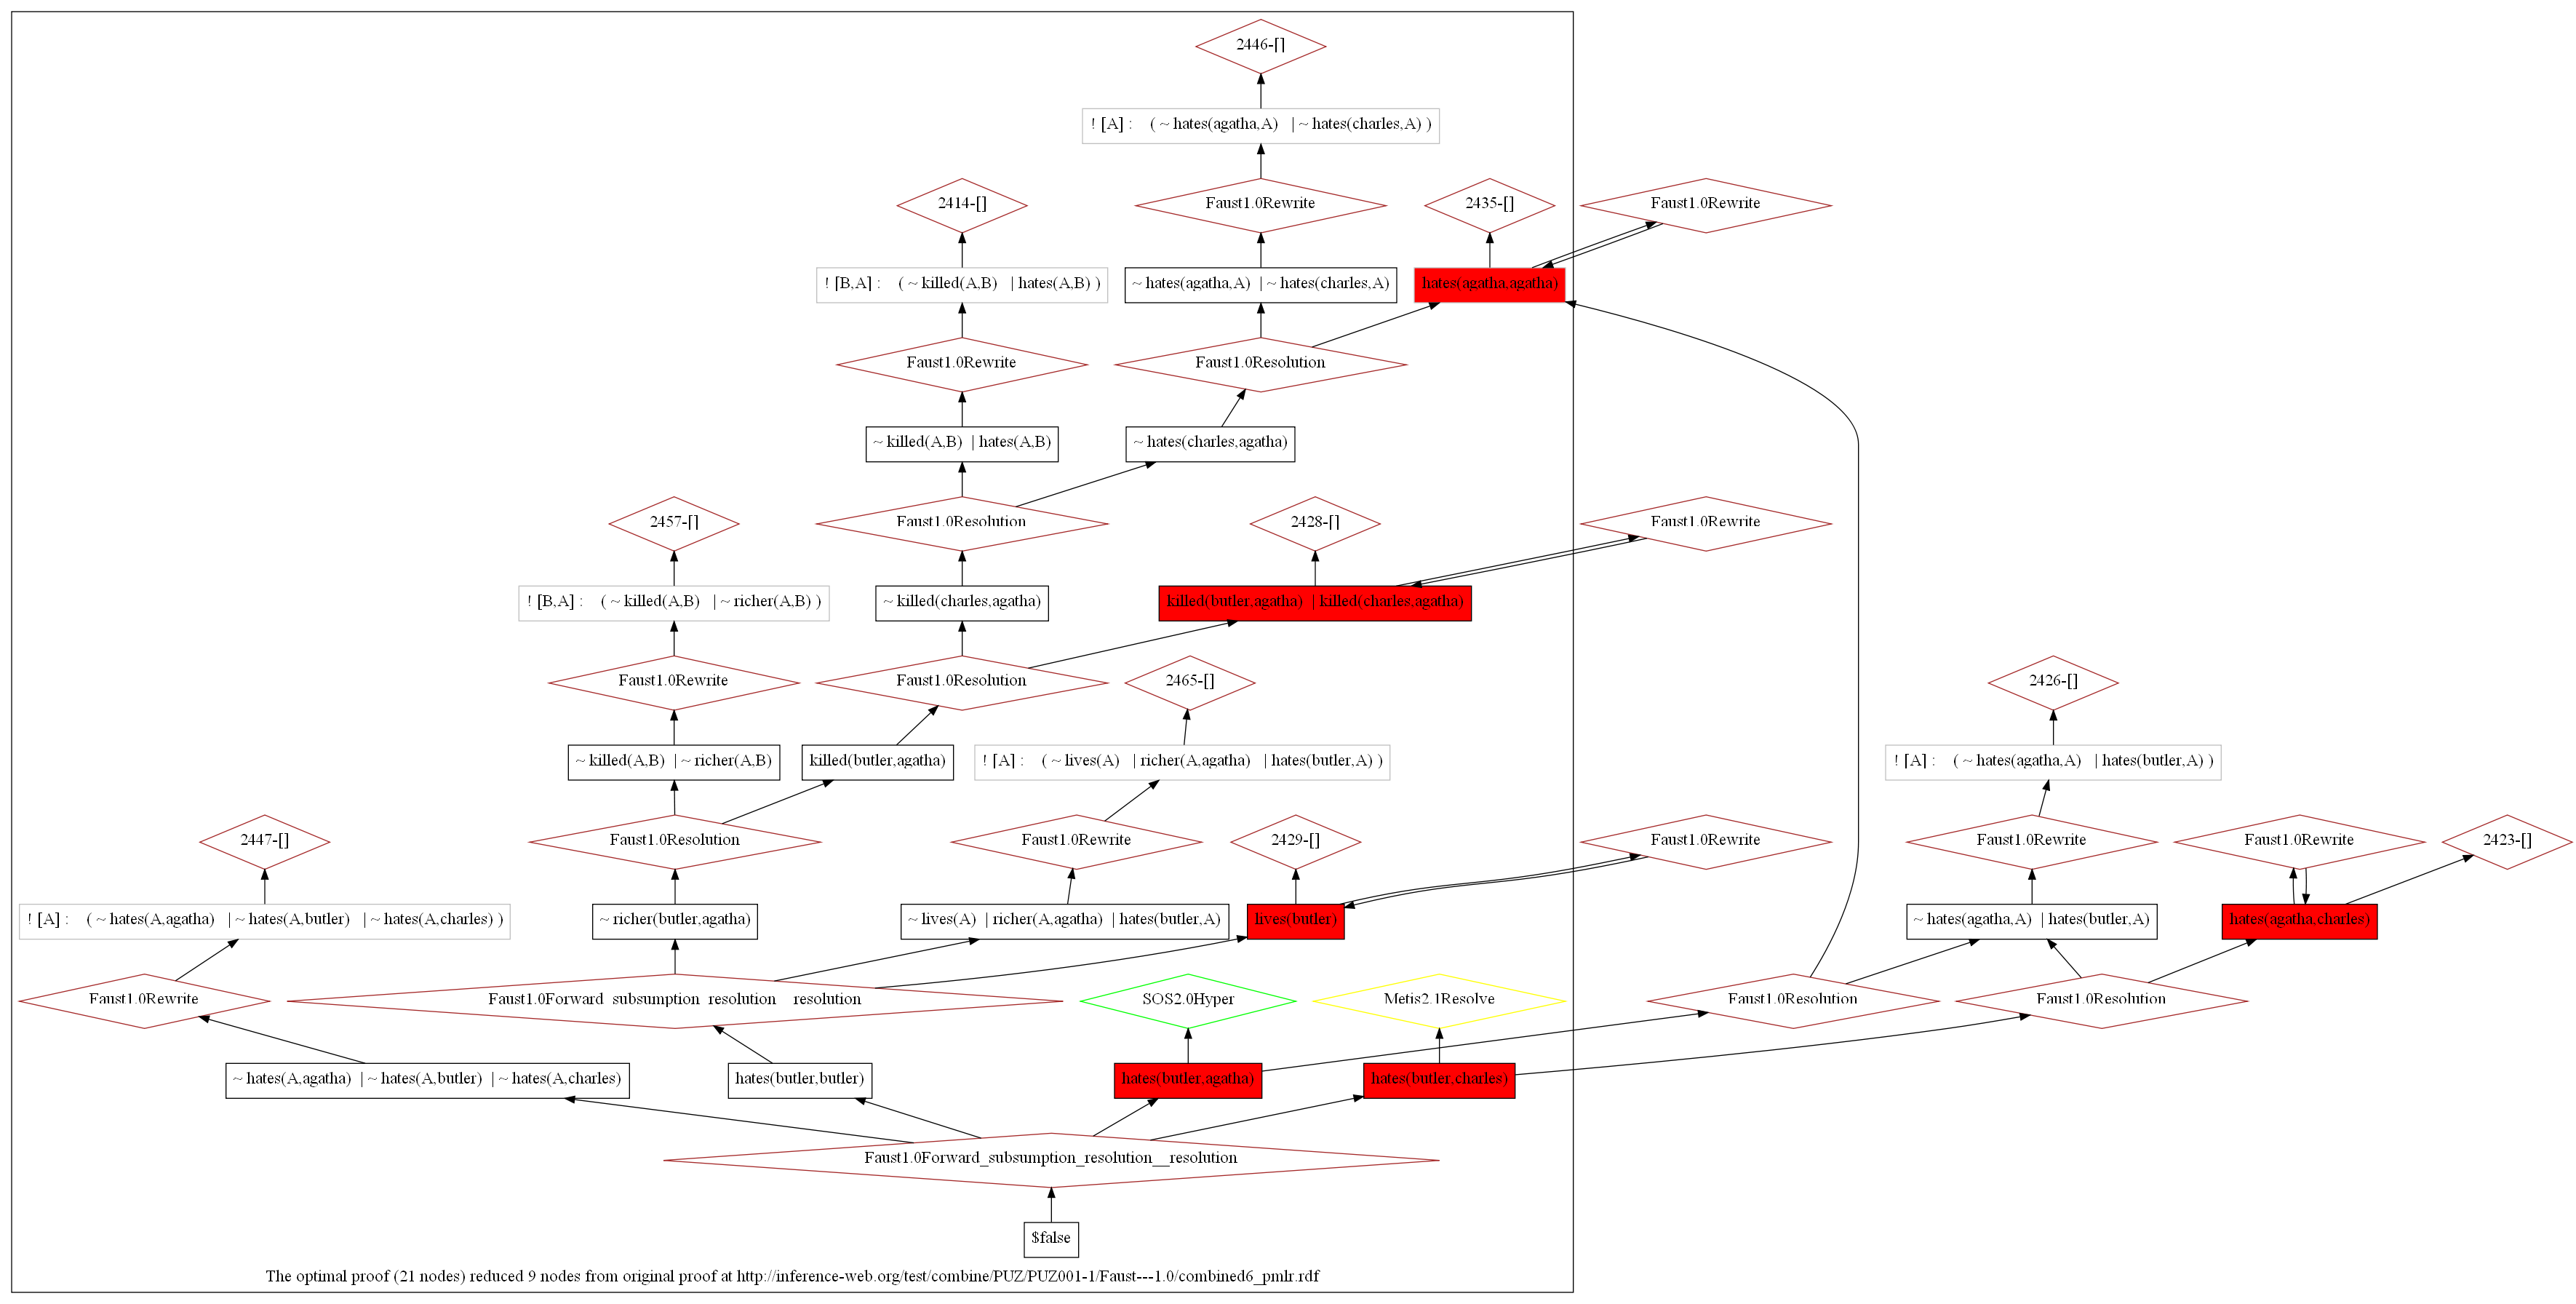 2446-[]
! [A] : ( ~ hates(agatha,A) | ~ hates(charles,A) )
2414-[]
Faust1.0Rewrite
2435-[]
Faust1.0Rewrite
! [B,A] : ( ~ killed(A,B) | hates(A,B) )
~ hates(agatha,A) | ~ hates(charles,A)
hates(agatha,agatha)
Faust1.0Rewrite
Faust1.0Resolution
~ killed(A,B) | hates(A,B)
~ hates(charles,agatha)
2457-[]
Faust1.0Resolution
2428-[]
Faust1.0Rewrite
! [B,A] : ( ~ killed(A,B) | ~ richer(A,B) )
~ killed(charles,agatha)
killed(butler,agatha) | killed(charles,agatha)
Faust1.0Rewrite
Faust1.0Resolution
2465-[]
2426-[]
~ killed(A,B) | ~ richer(A,B)
killed(butler,agatha)
! [A] : ( ~ lives(A) | richer(A,agatha) | hates(butler,A) )
! [A] : ( ~ hates(agatha,A) | hates(butler,A) )
2447-[]
Faust1.0Resolution
Faust1.0Rewrite
2429-[]
Faust1.0Rewrite
Faust1.0Rewrite
Faust1.0Rewrite
2423-[]
! [A] : ( ~ hates(A,agatha) | ~ hates(A,butler) | ~ hates(A,charles) )
~ richer(butler,agatha)
~ lives(A) | richer(A,agatha) | hates(butler,A)
lives(butler)
~ hates(agatha,A) | hates(butler,A)
hates(agatha,charles)
Faust1.0Rewrite
Faust1.0Forward_subsumption_resolution__resolution
SOS2.0Hyper
Metis2.1Resolve
Faust1.0Resolution
Faust1.0Resolution
~ hates(A,agatha) | ~ hates(A,butler) | ~ hates(A,charles)
hates(butler,butler)
hates(butler,agatha)
hates(butler,charles)
Faust1.0Forward_subsumption_resolution__resolution
$false
The optimal proof (21 nodes) reduced 9 nodes from original proof at http://inference-web.org/test/combine/PUZ/PUZ001-1/Faust---1.0/combined6_pmlr.rdf